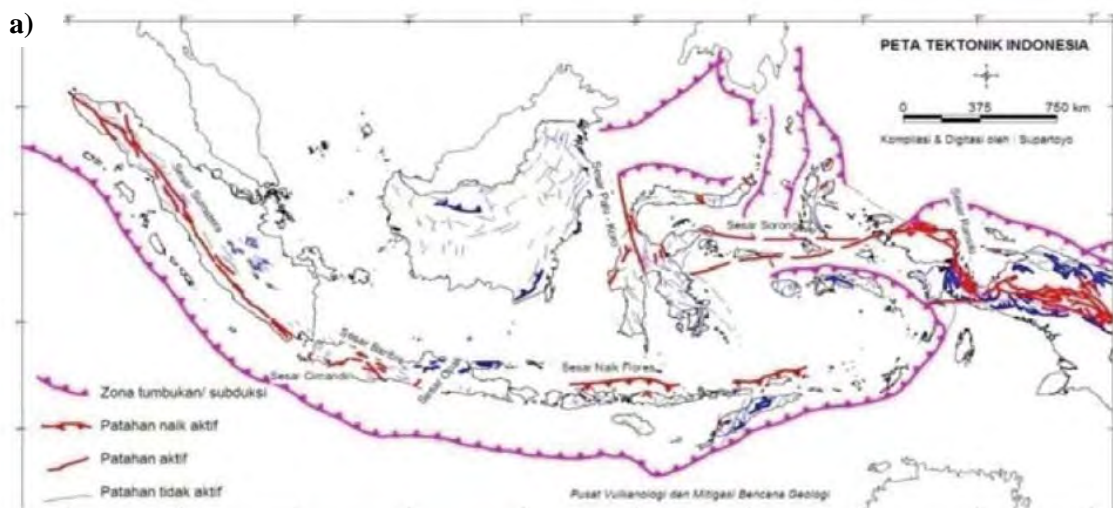 a)
PETA TEKTONIK INDONESIA
0 375 750 km
Kompilasi & Digitasi oleh : Supartoyo
Sesar Sumatera
Sesar Palu - Koro
Sesar Sorong
Sesar Cimandiri
Sesar Naik Flores
Zona tumbukan/ subduksi
Patahan naik aktif
Patahan aktif
Patahan tidak aktif
Pusat Vulkanologi dan Mitigasi Bencana Geologi